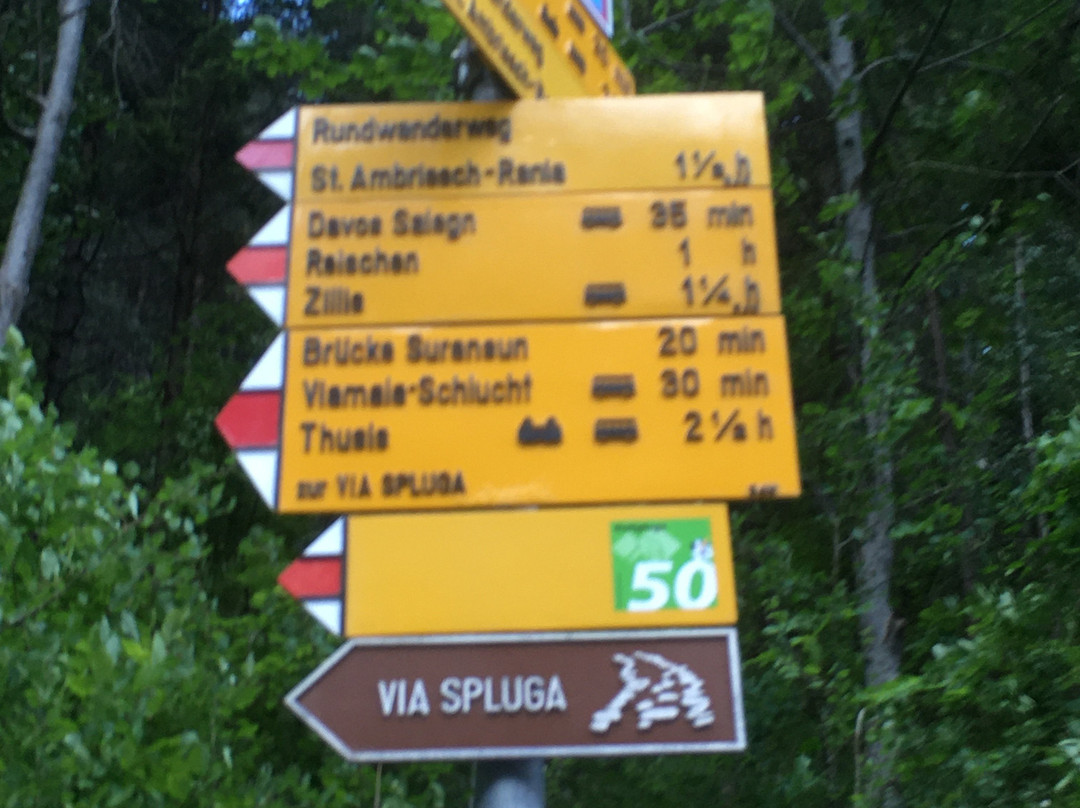 Rundwanderweg
St. Ambriesch-Rania 1½ h
Davos Salegn 35 min
Reischen 1 h
Zillis 1¼ h
Brücke Suransun 20 min
Viamala-Schlucht 30 min
Thusis 2½ h
zur VIA SPLUGA
50
VIA SPLUGA